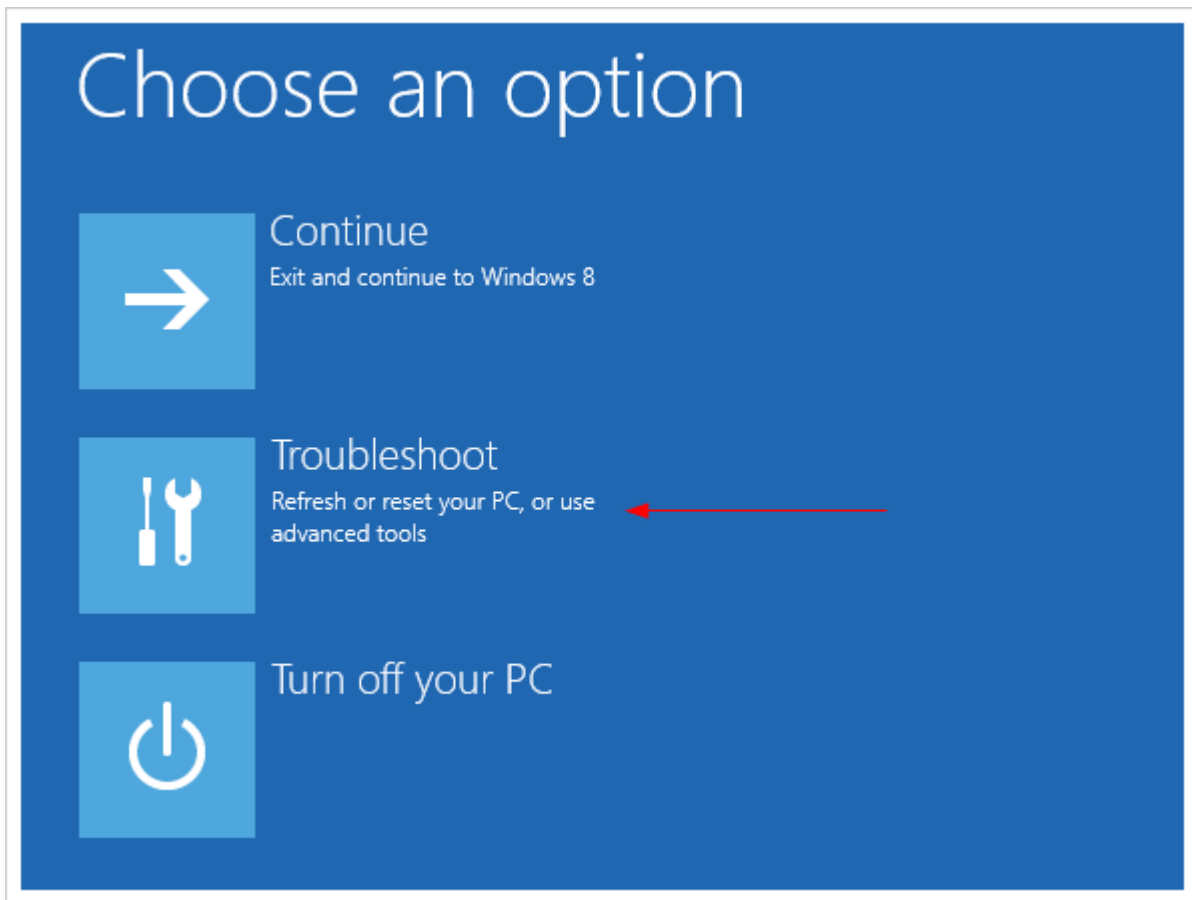 Choose an option
Continue
Exit and continue to Windows 8
Troubleshoot
Refresh or reset your PC, or use
advanced tools
Turn off your PC